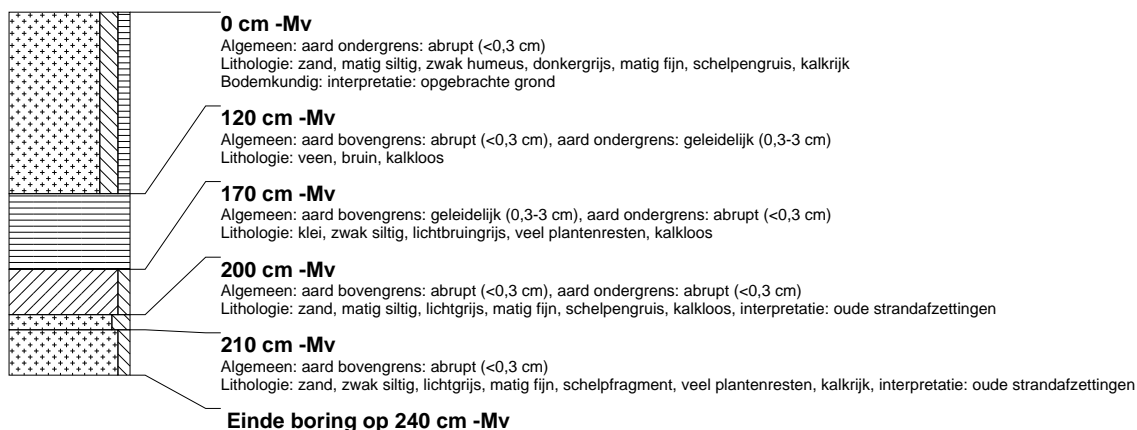 0 cm -Mv
Algemeen: aard ondergrens: abrupt (<0,3 cm)
Lithologie: zand, matig siltig, zwak humeus, donkergrijs, matig fijn, schelpengruis, kalkrijk
Bodemkundig: interpretatie: opgebrachte grond
120 cm -Mv
Algemeen: aard bovengrens: abrupt (<0,3 cm), aard ondergrens: geleidelijk (0,3-3 cm)
Lithologie: veen, bruin, kalkloos
170 cm -Mv
Algemeen: aard bovengrens: geleidelijk (0,3-3 cm), aard ondergrens: abrupt (<0,3 cm)
Lithologie: klei, zwak siltig, lichtbruingrijs, veel plantenresten, kalkloos
200 cm -Mv
Algemeen: aard bovengrens: abrupt (<0,3 cm), aard ondergrens: abrupt (<0,3 cm)
Lithologie: zand, matig siltig, lichtgrijs, matig fijn, schelpengruis, kalkloos, interpretatie: oude strandafzettingen
210 cm -Mv
Algemeen: aard bovengrens: abrupt (<0,3 cm)
Lithologie: zand, zwak siltig, lichtgrijs, matig fijn, schelpfragment, veel plantenresten, kalkrijk, interpretatie: oude strandafzettingen
Einde boring op 240 cm -Mv